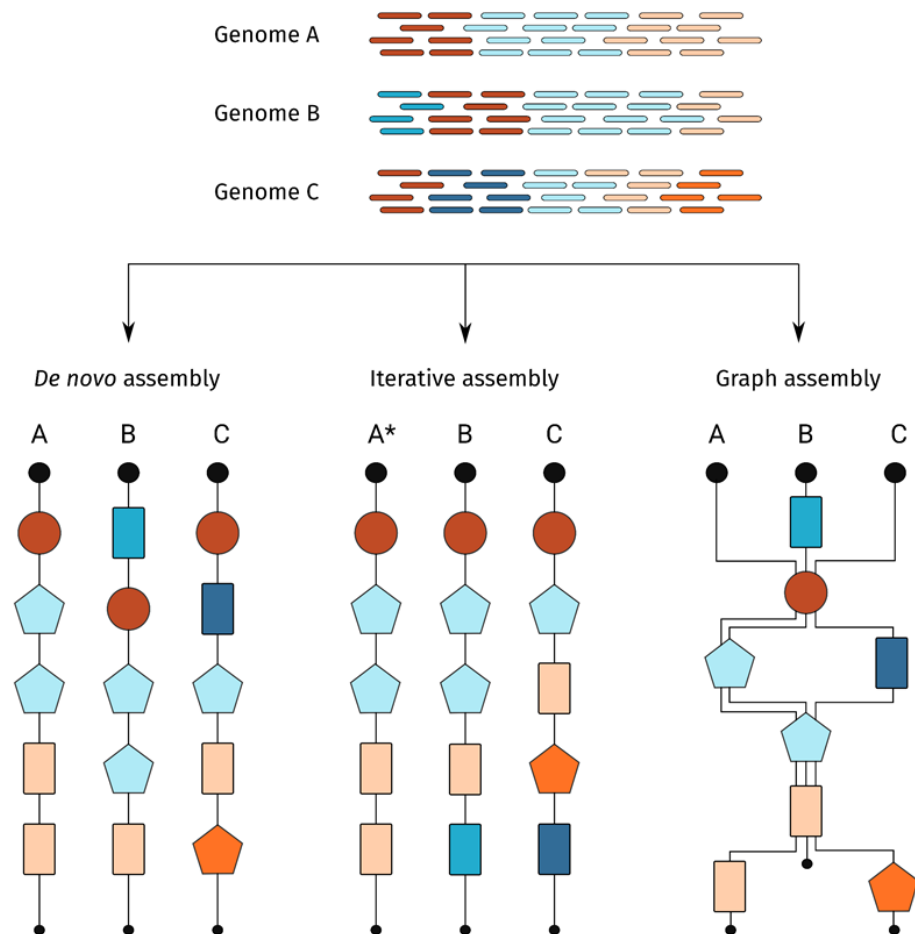 Genome A
Genome B
Genome C
De novo assembly
Iterative assembly
Graph assembly
A B C
A* B C
A B C